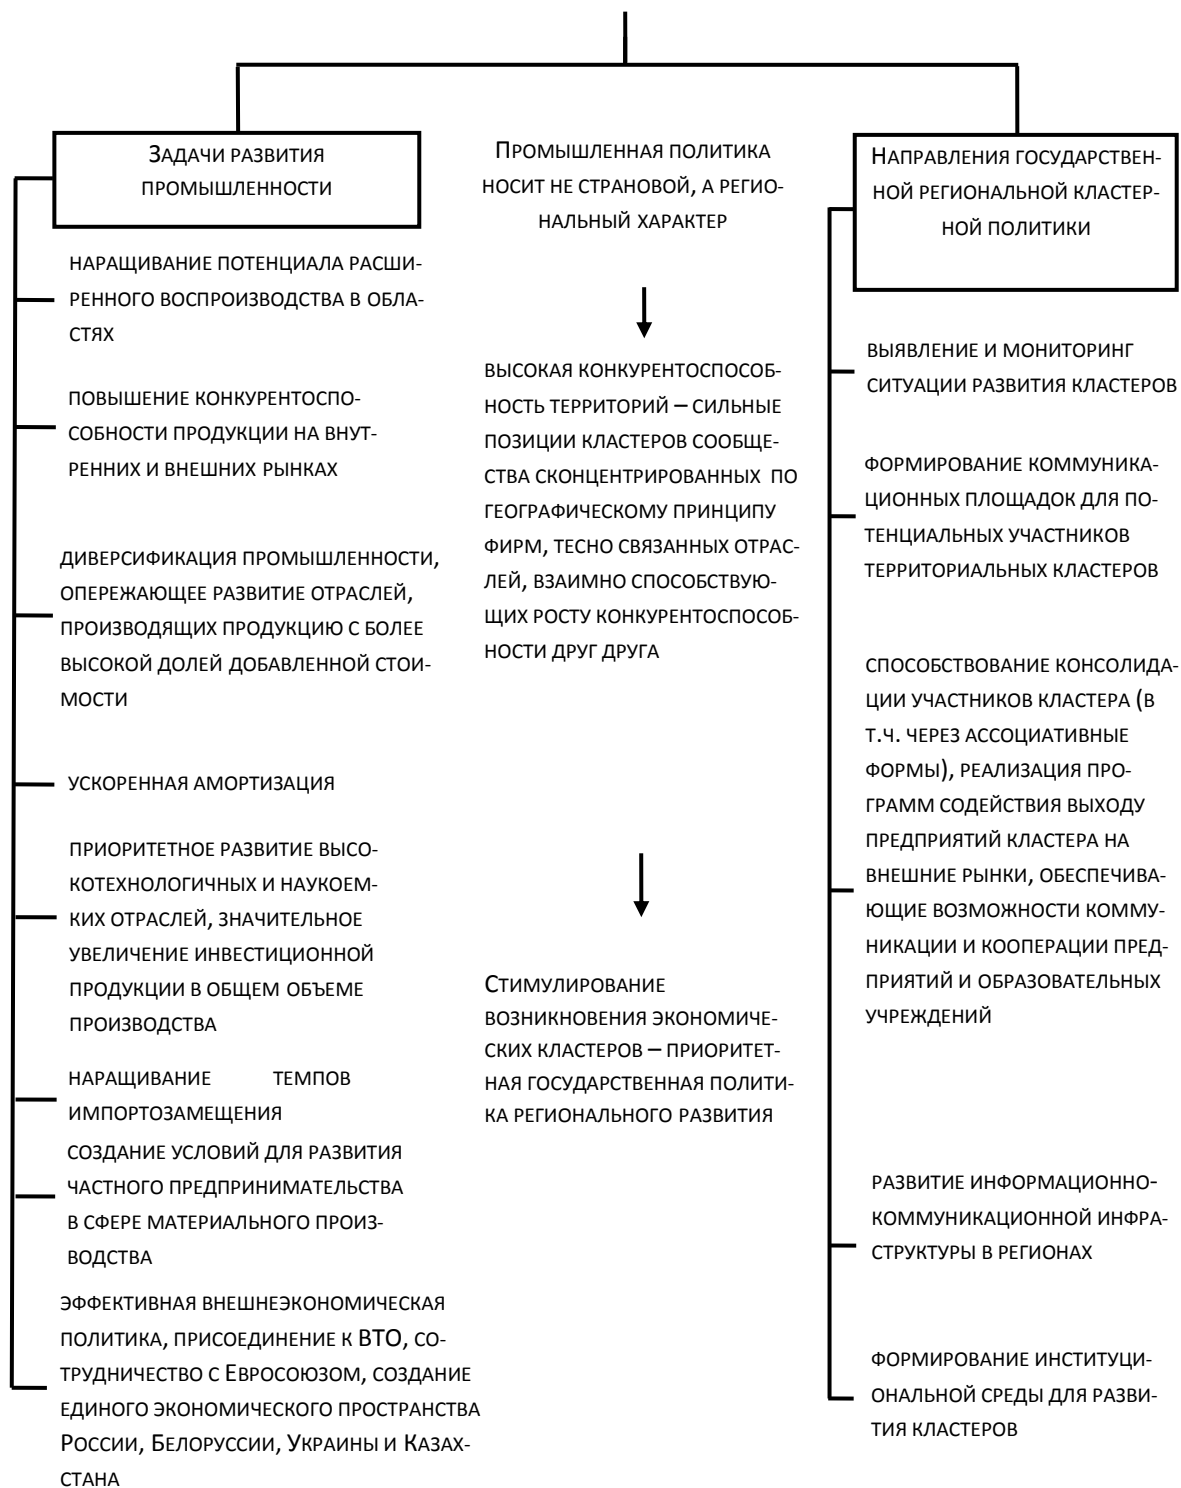 Задачи развития
промышленности
наращивание потенциала расши-
ренного воспроизводства в обла-
стях
повышение конкурентоспо-
собности продукции на внут-
ренних и внешних рынках
диверсификация промышленности,
опережающее развитие отраслей,
производящих продукцию с более
высокой долей добавленной стои-
мости
ускоренная амортизация
приоритетное развитие высо-
котехнологичных и наукоем-
ких отраслей, значительное
увеличение инвестиционной
продукции в общем объеме
производства
наращивание темпов
импортозамещения
создание условий для развития
частного предпринимательства
в сфере материального произ-
водства
эффективная внешнеэкономическая
политика, присоединение к ВТО, со-
трудничество с Евросоюзом, создание
единого экономического пространства
России, Белоруссии, Украины и Казах-
стана
Промышленная политика
носит не страновой, а регио-
нальный характер
высокая конкурентоспособ-
ность территорий – сильные
позиции кластеров сообще-
ства сконцентрированных по
географическому принципу
фирм, тесно связанных отрас-
лей, взаимно способствую-
щих росту конкурентоспособ-
ности друг друга
Стимулирование
возникновения экономиче-
ских кластеров – приоритет-
ная государственная полити-
ка регионального развития
Направления государствен-
ной региональной кластер-
ной политики
выявление и мониторинг
ситуации развития кластеров
формирование коммуника-
ционных площадок для по-
тенциальных участников
территориальных кластеров
способствование консолида-
ции участников кластера (в
т.ч. через ассоциативные
формы), реализация про-
грамм содействия выходу
предприятий кластера на
внешние рынки, обеспечива-
ющие возможности комму-
никации и кооперации пред-
приятий и образовательных
учреждений
развитие информационно-
коммуникационной инфра-
структуры в регионах
формирование институци-
ональной среды для разви-
тия кластеров